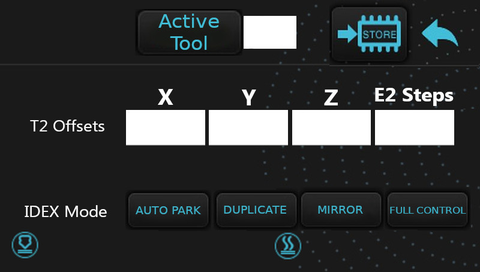 Active
Tool
STORE
X Y Z E2 Steps
T2 Offsets
IDEX Mode AUTO PARK DUPLICATE MIRROR FULL CONTROL